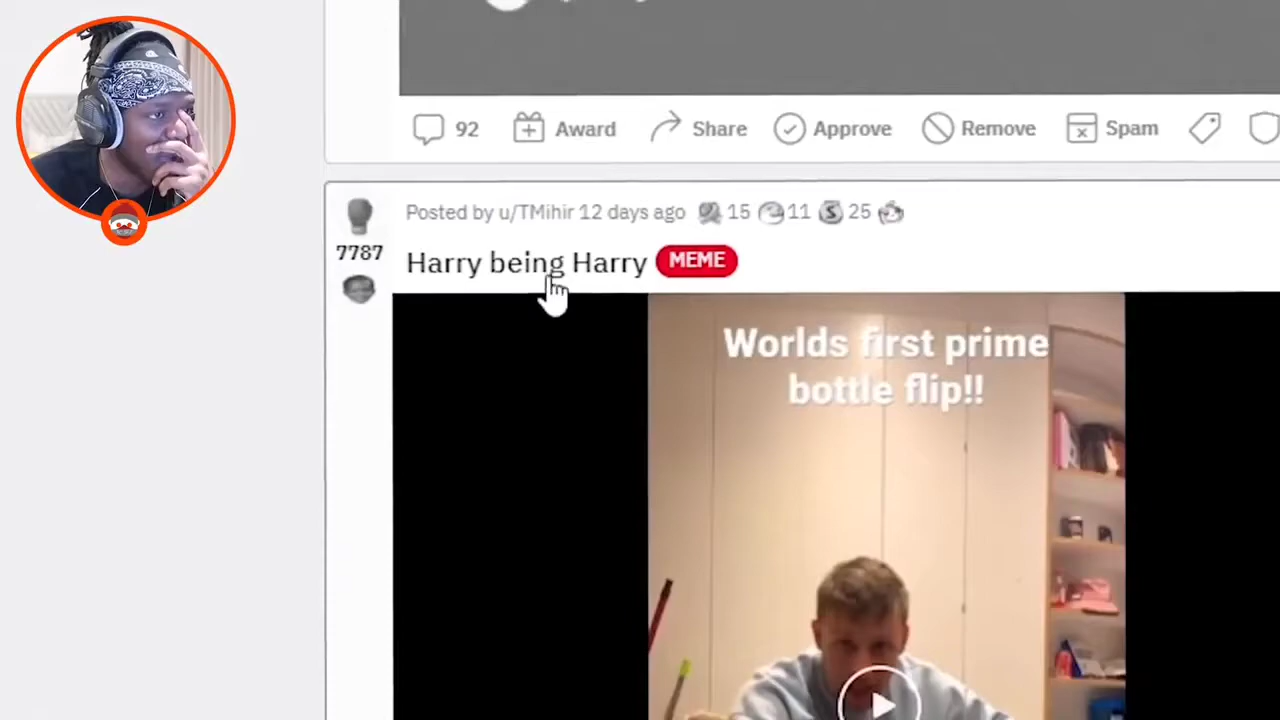 92 Award Share Approve Remove Spam
Posted by u/TMihir 12 days ago 15 11 25
7787
Harry being Harry MEME
Worlds first prime
bottle flip!!